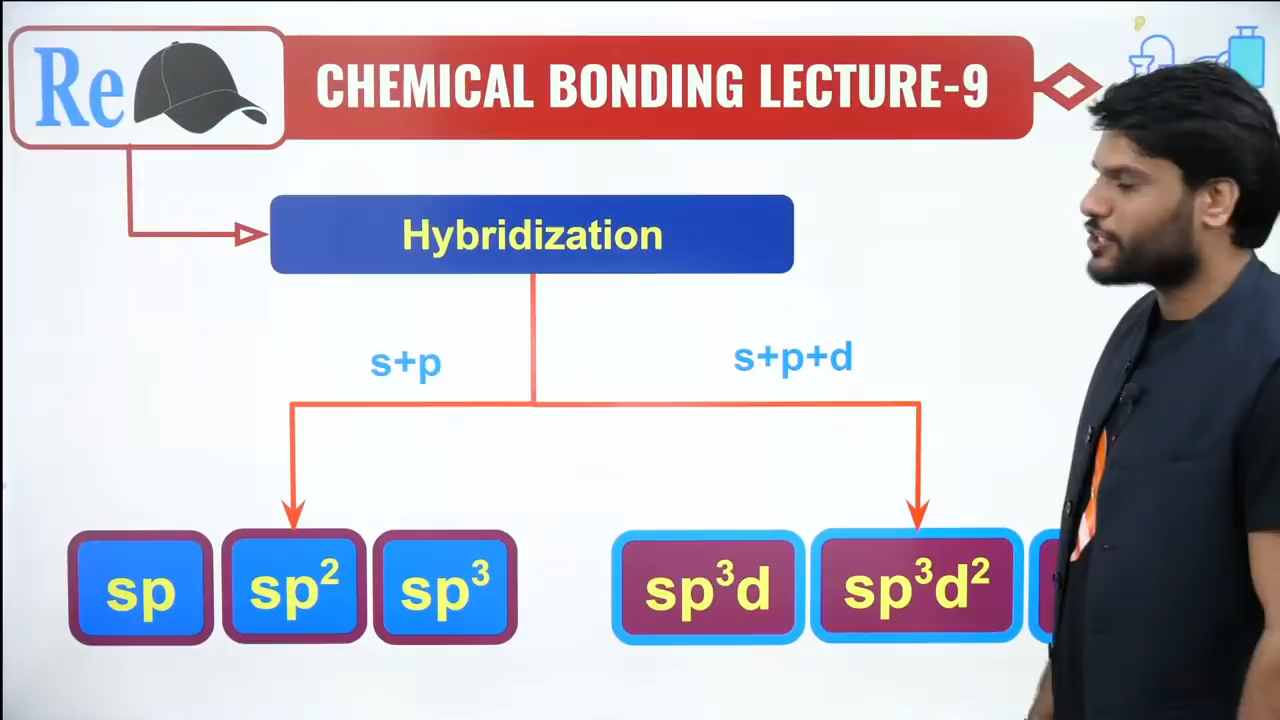 Re
CHEMICAL BONDING LECTURE-9
Hybridization
s+p
s+p+d
sp
sp²
sp³
sp³d
sp³d²